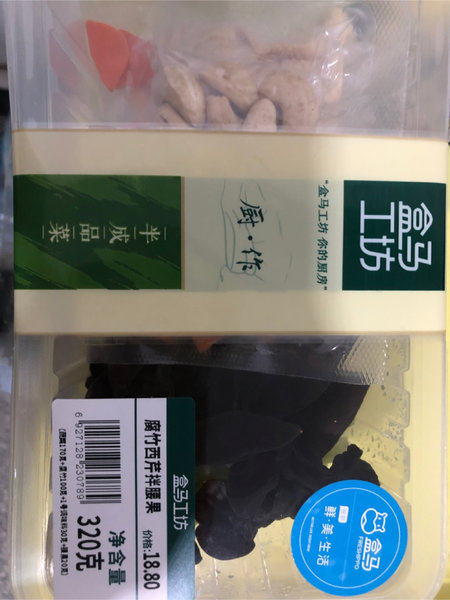 盒马
工坊
“盒马工坊 你的厨房”
厨·作
半成品菜
盒马工坊
腐竹西芹拌腰果
价格:18.80
净含量
320克
6927128230789
盒马
FRESHIPPO
鲜·美 生活